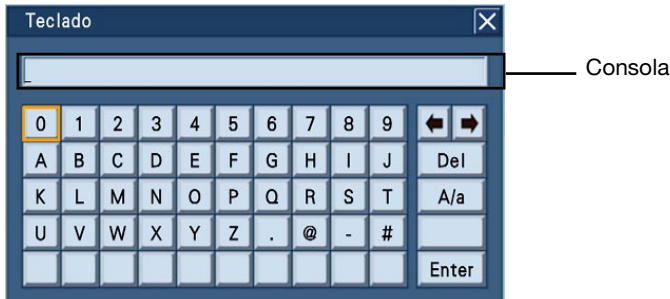 Teclado
_
Consola
0 1 2 3 4 5 6 7 8 9
A B C D E F G H I J Del
K L M N O P Q R S T A/a
U V W X Y Z . @ - #
Enter